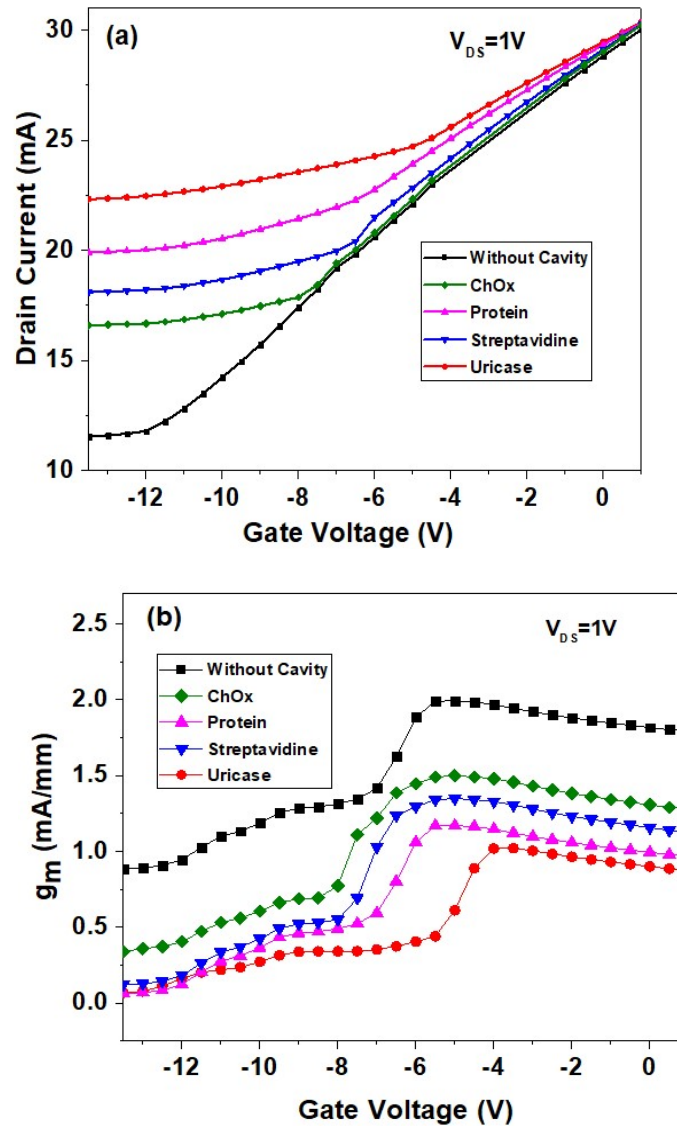 (a)
V_DS=1V
Drain Current (mA)
30
25
20
15
10
Without Cavity
ChOx
Protein
Streptavidine
Uricase
-12 -10 -8 -6 -4 -2 0
Gate Voltage (V)
(b)
V_DS=1V
g_m (mA/mm)
2.5
2.0
1.5
1.0
0.5
0.0
Without Cavity
ChOx
Protein
Streptavidine
Uricase
-12 -10 -8 -6 -4 -2 0
Gate Voltage (V)